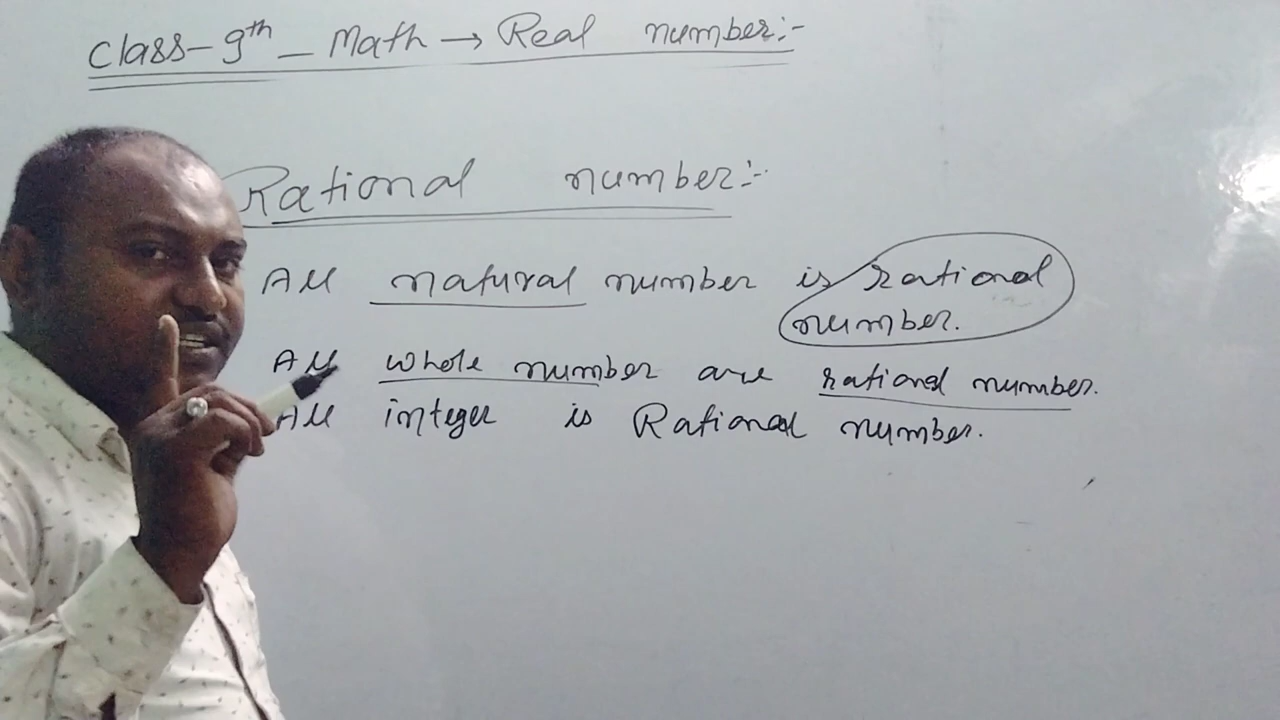 Class-9th - Math → Real number:-
Rational number:-
All natural number is rational
number.
All whole number are rational number.
All integer is Rational number.